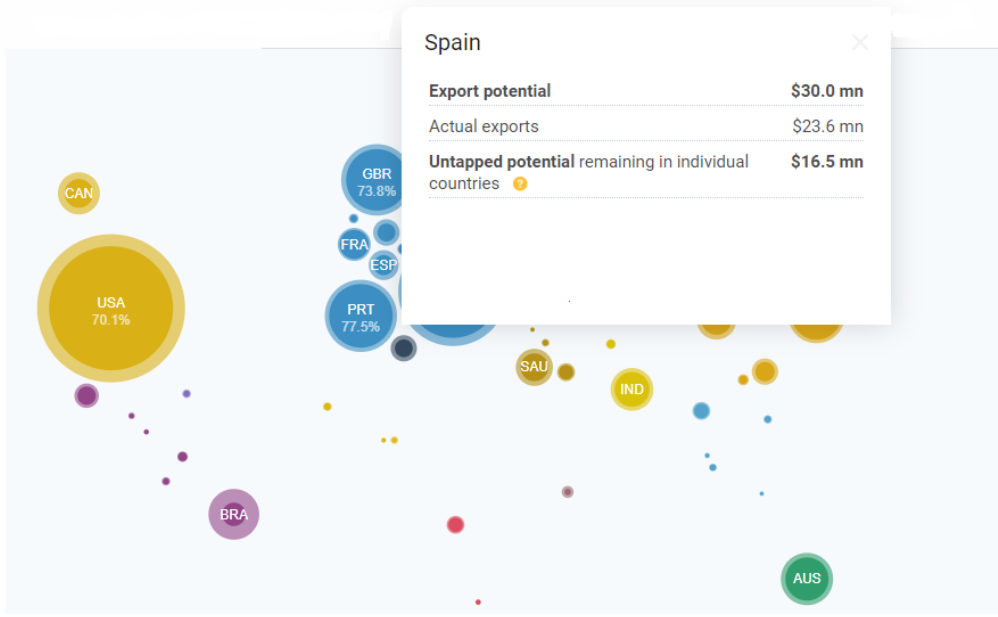 Spain
Export potential $30.0 mn
Actual exports $23.6 mn
Untapped potential remaining in individual $16.5 mn
countries ?
GBR
73.8%
CAN
FRA
ESP
USA
70.1%
PRT
77.5%
SAU
IND
BRA
AUS